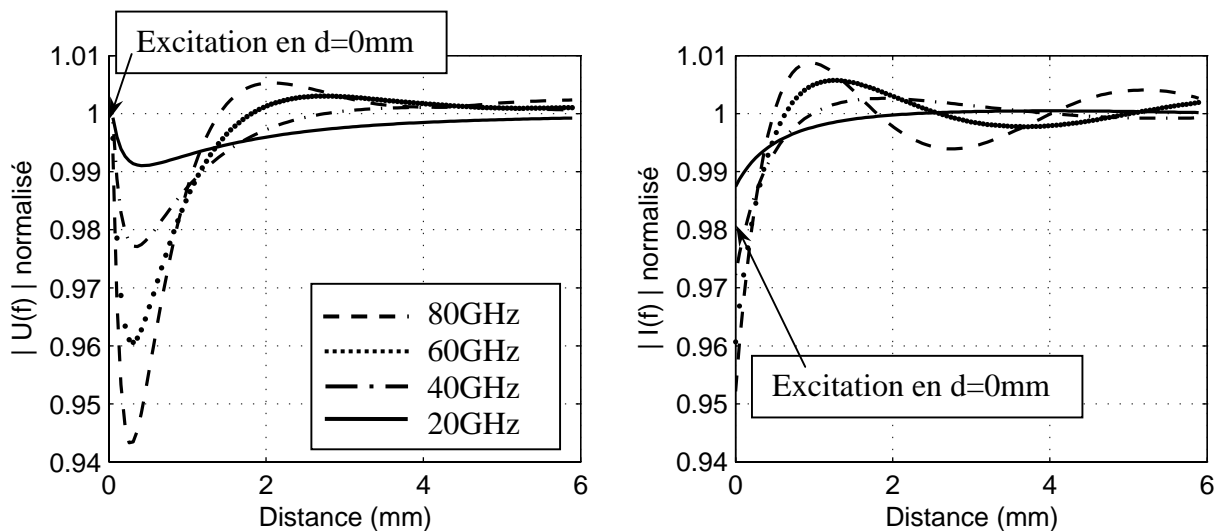 Excitation en d=0mm
1.01
1
0.99
0.98
0.97
0.96
0.95
0.94
| U(f) | normalisé
80GHz
60GHz
40GHz
20GHz
0
2
4
6
Distance (mm)
1.01
1
0.99
0.98
0.97
0.96
0.95
0.94
| I(f) | normalisé
Excitation en d=0mm
0
2
4
6
Distance (mm)